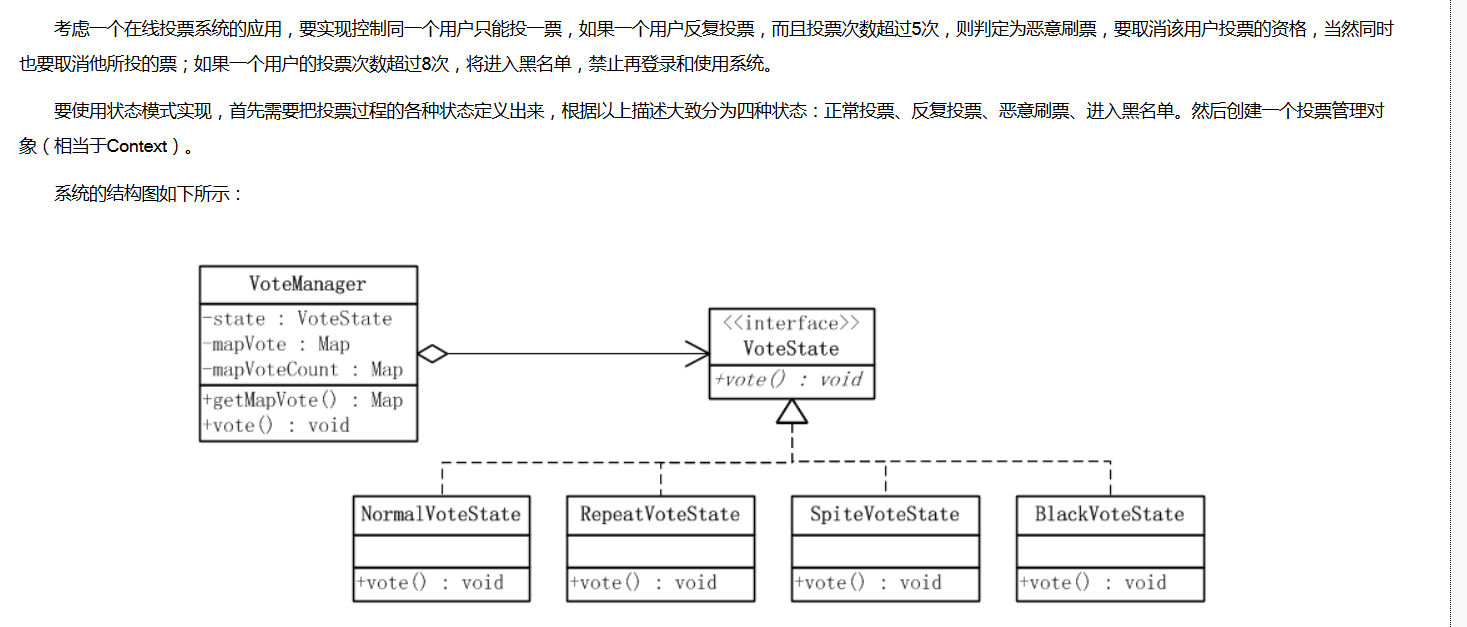 考虑一个在线投票系统的应用，要实现控制同一个用户只能投一票，如果一个用户反复投票，而且投票次数超过5次，则判定为恶意刷票，要取消该用户投票的资格，当然同时
也要取消他所投的票；如果一个用户的投票次数超过8次，将进入黑名单，禁止再登录和使用系统。
要使用状态模式实现，首先需要把投票过程的各种状态定义出来，根据以上描述大致分为四种状态：正常投票、反复投票、恶意刷票、进入黑名单。然后创建一个投票管理对
象（相当于Context）。
系统的结构图如下所示：
VoteManager
-state : VoteState
-mapVote : Map
-mapVoteCount : Map
+getMapVote() : Map
+vote() : void
<<interface>>
VoteState
+vote() : void
NormalVoteState
+vote() : void
RepeatVoteState
+vote() : void
SpiteVoteState
+vote() : void
BlackVoteState
+vote() : void